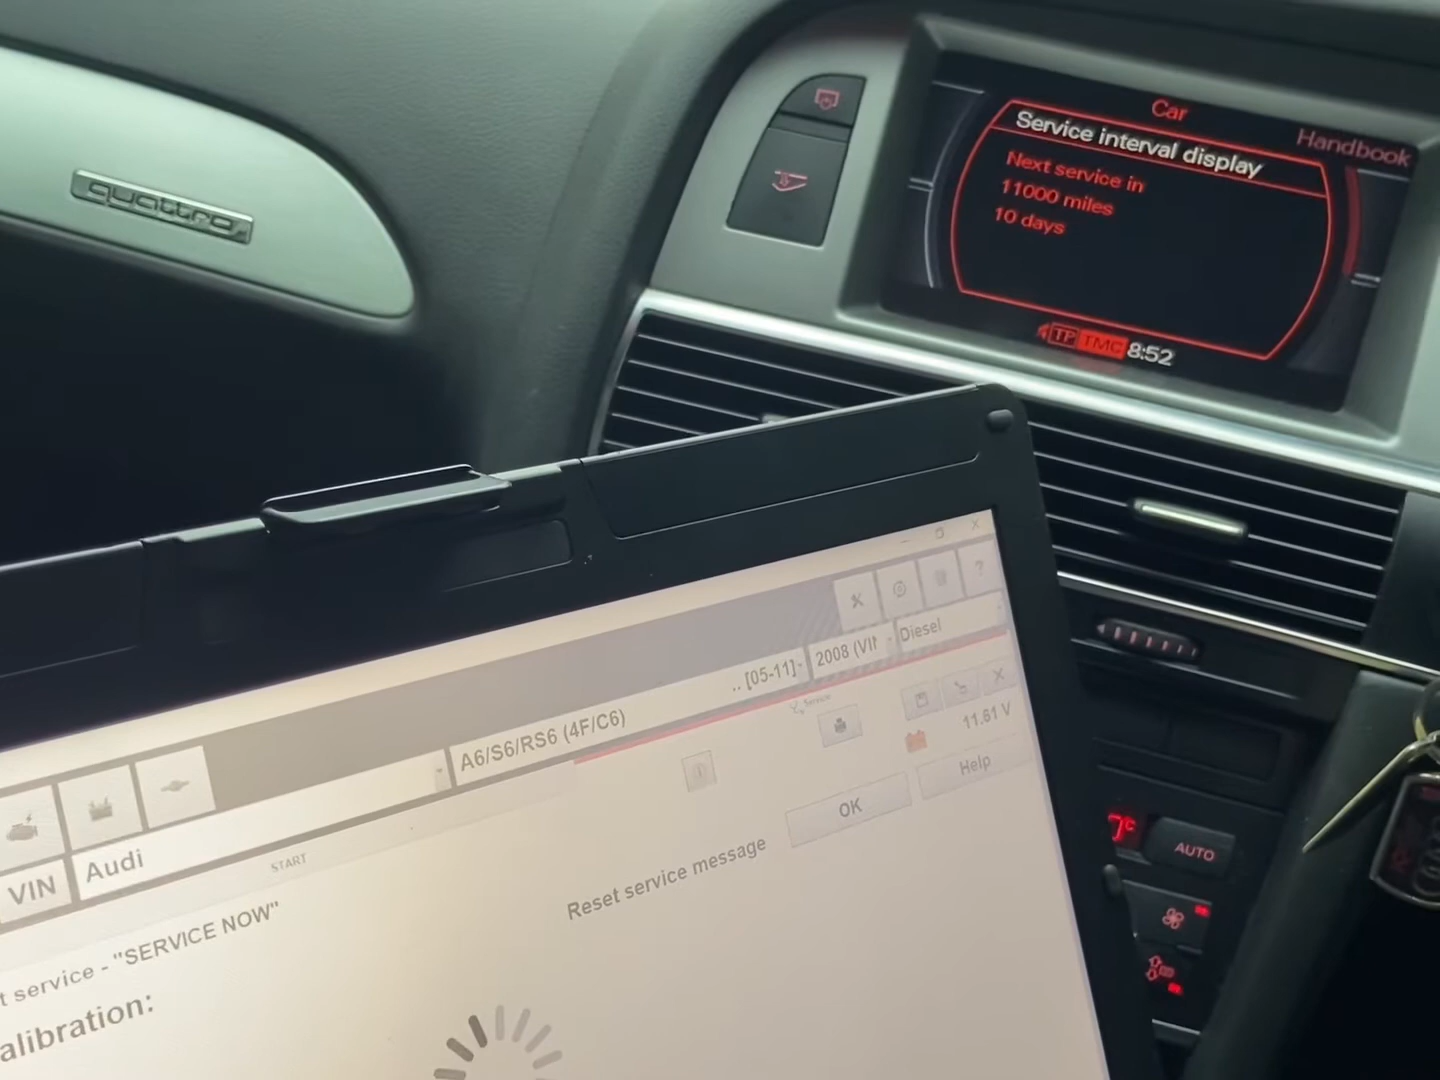 quattro
Car
Handbook
Service interval display
Next service in
11000 miles
10 days
TP TMC 8:52
?
.. [05-11]
2008 (VIN
Diesel
A6/S6/RS6 (4F/C6)
Service
11.61 V
VIN
Audi
START
OK
Help
Reset service message
t service - "SERVICE NOW"
alibration:
°C
AUTO